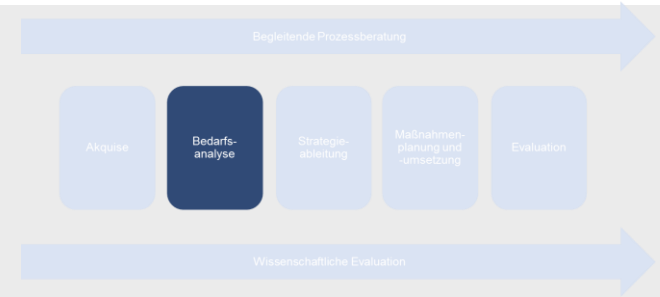 Begleitende Prozessberatung
Akquise
Bedarfs-
analyse
Strategie-
ableitung
Maßnahmen-
planung und
-umsetzung
Evaluation
Wissenschaftliche Evaluation